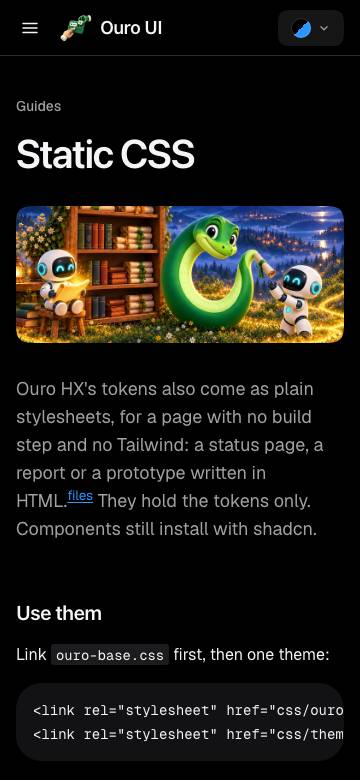 Ouro UI
Guides
Static CSS
Ouro HX's tokens also come as plain
stylesheets, for a page with no build
step and no Tailwind: a status page, a
report or a prototype written in
HTML.files They hold the tokens only.
Components still install with shadcn.
Use them
Link ouro-base.css first, then one theme:
<link rel="stylesheet" href="css/ouro
<link rel="stylesheet" href="css/them